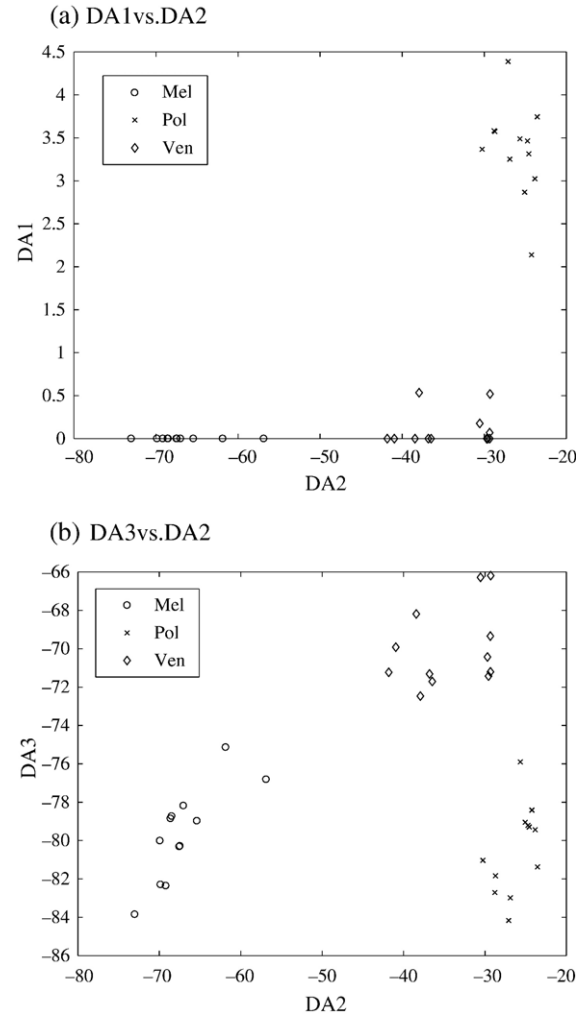 (a) DA1vs.DA2
4.5
4
3.5
3
2.5
2
1.5
1
0.5
0
DA1
Mel
Pol
Ven
−80 −70 −60 −50 −40 −30 −20
DA2
(b) DA3vs.DA2
−66
−68
−70
−72
−74
−76
−78
−80
−82
−84
−86
DA3
Mel
Pol
Ven
−80 −70 −60 −50 −40 −30 −20
DA2